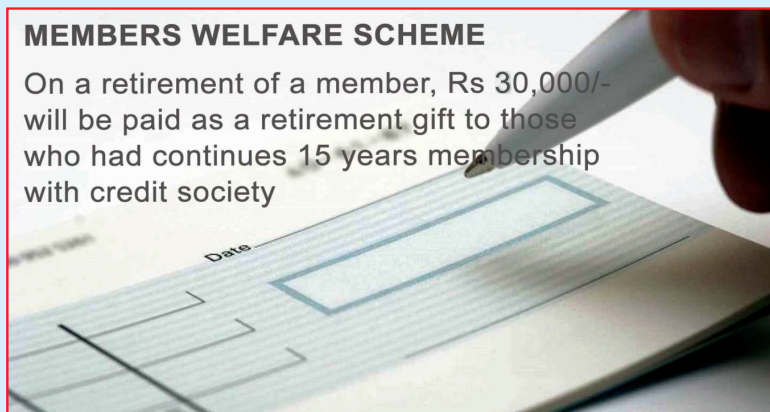 MEMBERS WELFARE SCHEME
On a retirement of a member, Rs 30,000/-
will be paid as a retirement gift to those
who had continues 15 years membership
with credit society
Date